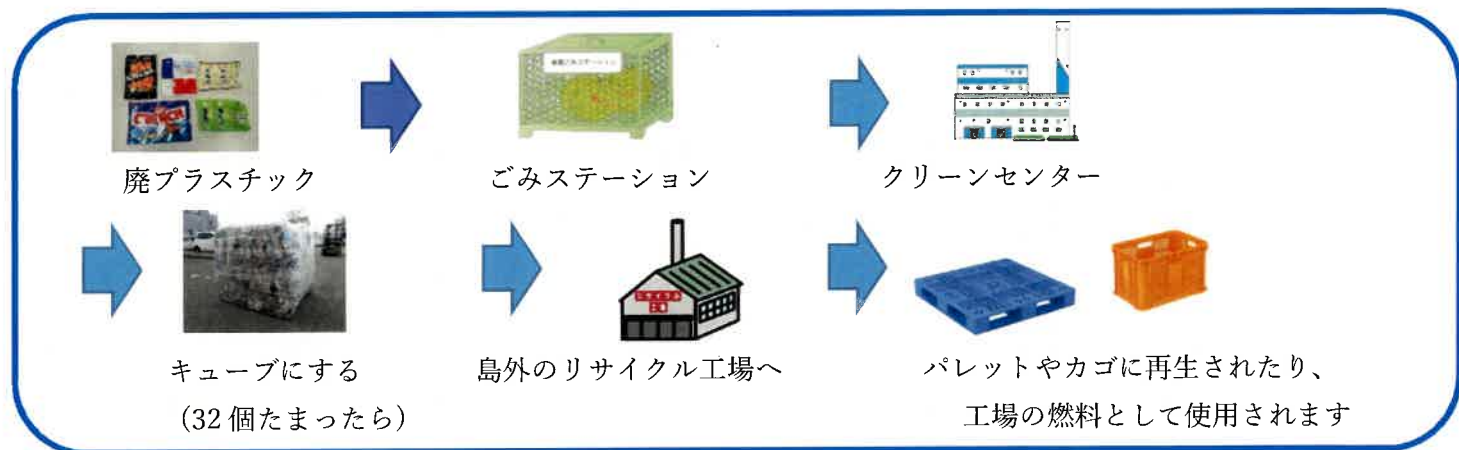 廃プラスチック
ごみステーション
クリーンセンター
キューブにする
(32個たまったら)
島外のリサイクル工場へ
パレットやカゴに再生されたり、
工場の燃料として使用されます